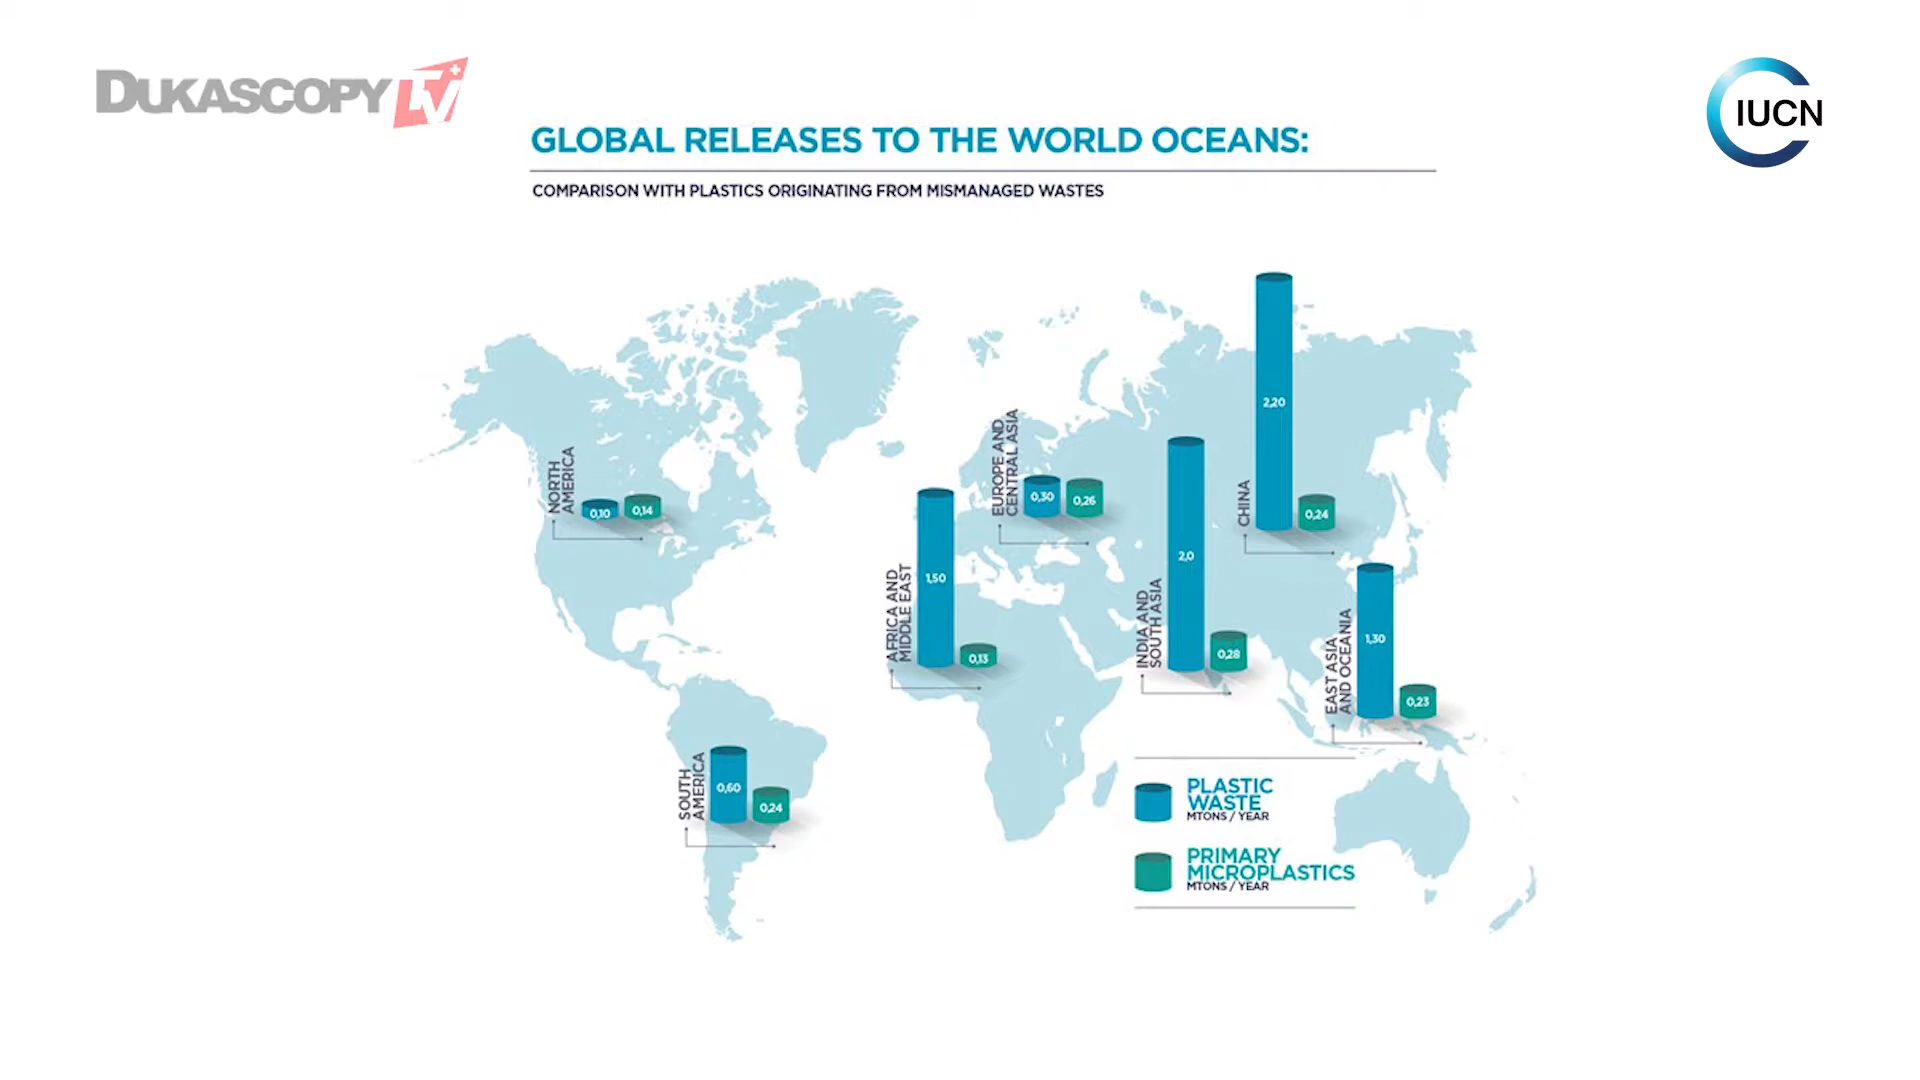 DUKASCOPY TV
IUCN
GLOBAL RELEASES TO THE WORLD OCEANS:
COMPARISON WITH PLASTICS ORIGINATING FROM MISMANAGED WASTES
NORTH
AMERICA
0,10
0,14
EUROPE AND
CENTRAL ASIA
0,30
0,26
CHINA
2,20
0,24
AFRICA AND
MIDDLE EAST
1,50
0,13
INDIA AND
SOUTH ASIA
2,0
0,28
EAST ASIA
AND OCEANIA
1,30
0,23
SOUTH
AMERICA
0,60
0,24
PLASTIC
WASTE
MTONS / YEAR
PRIMARY
MICROPLASTICS
MTONS / YEAR